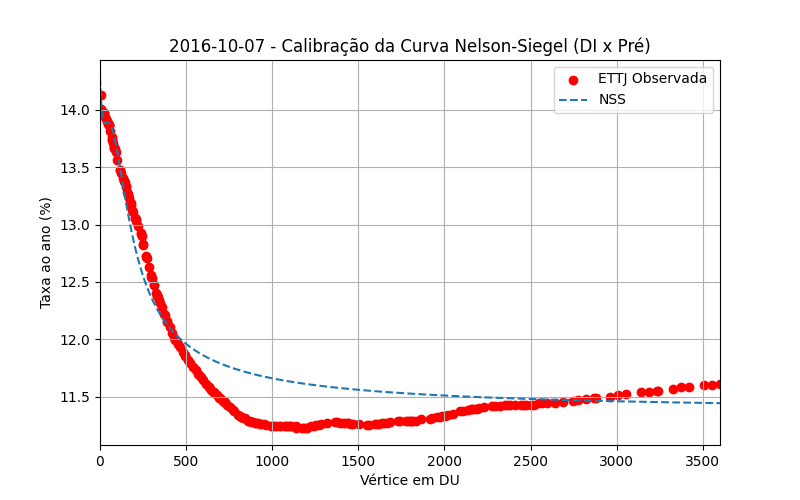 2016-10-07 - Calibração da Curva Nelson-Siegel (DI x Pré)
ETTJ Observada
NSS
Taxa ao ano (%)
14.0
13.5
13.0
12.5
12.0
11.5
0 500 1000 1500 2000 2500 3000 3500
Vértice em DU